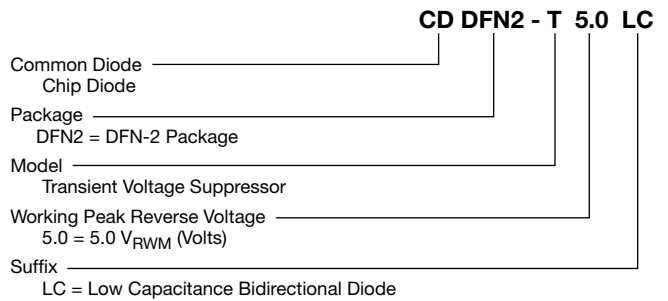 CD DFN2 - T 5.0 LC
Common Diode
Chip Diode
Package
DFN2 = DFN-2 Package
Model
Transient Voltage Suppressor
Working Peak Reverse Voltage
5.0 = 5.0 VRWM (Volts)
Suffix
LC = Low Capacitance Bidirectional Diode